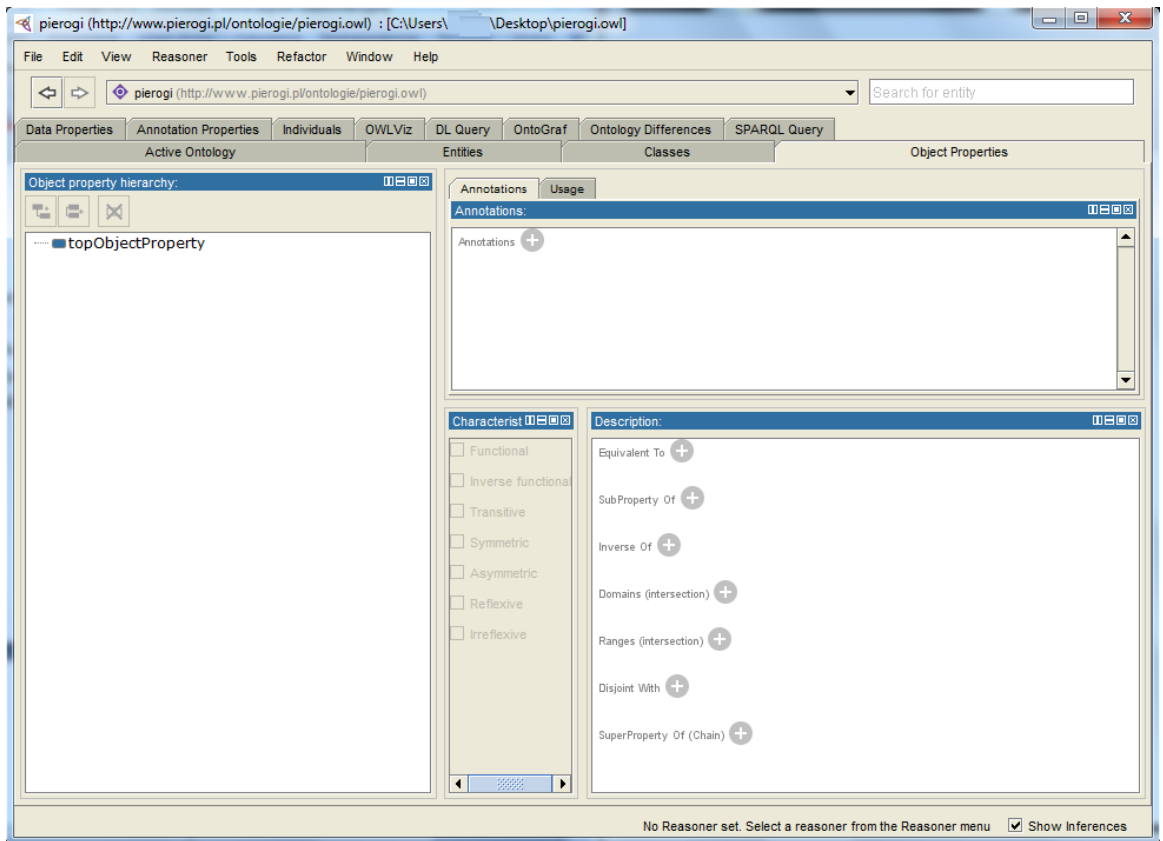 pierogi (http://www.pierogi.pl/ontologie/pierogi.owl) : [C:\Users\ \Desktop\pierogi.owl]
File Edit View Reasoner Tools Refactor Window Help
pierogi (http://www.pierogi.pl/ontologie/pierogi.owl)
Search for entity
Data Properties Annotation Properties Individuals OWLViz DL Query OntoGraf Ontology Differences SPARQL Query
Active Ontology Entities Classes Object Properties
Object property hierarchy:
topObjectProperty
Annotations Usage
Annotations:
Annotations
Characterist
Functional
Inverse functional
Transitive
Symmetric
Asymmetric
Reflexive
Irreflexive
Description:
Equivalent To
SubProperty Of
Inverse Of
Domains (intersection)
Ranges (intersection)
Disjoint With
SuperProperty Of (Chain)
No Reasoner set. Select a reasoner from the Reasoner menu Show Inferences